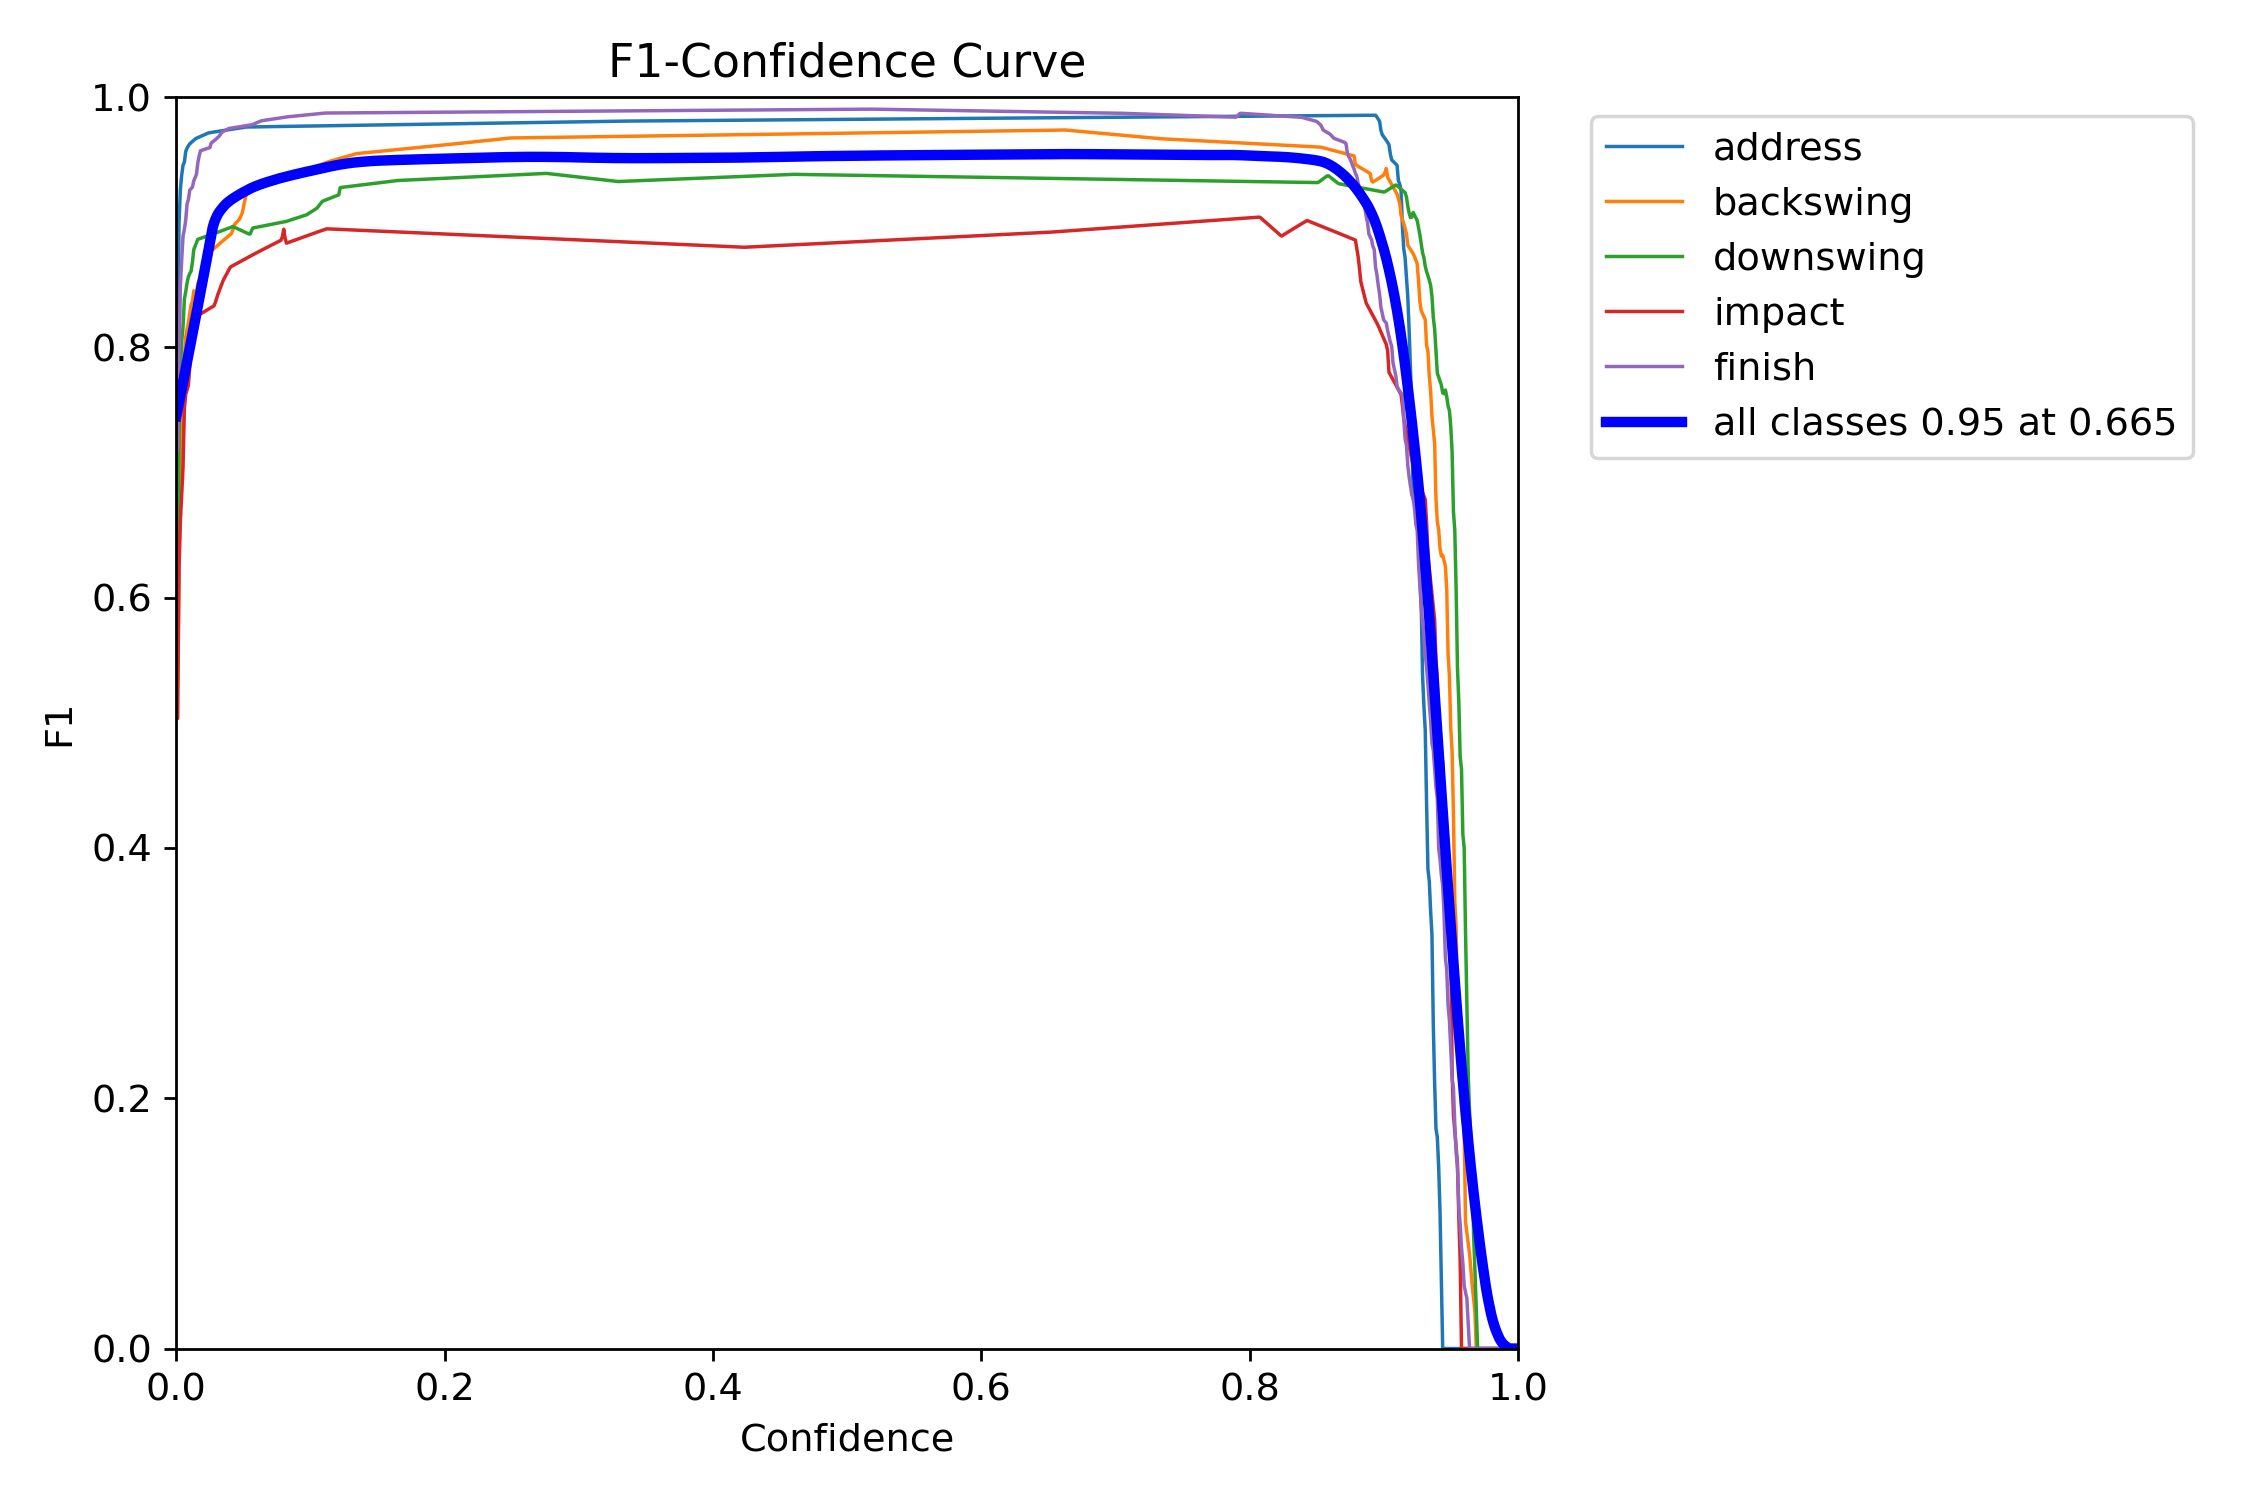 F1-Confidence Curve
1.0
0.8
0.6
0.4
0.2
0.0
F1
0.0 0.2 0.4 0.6 0.8 1.0
Confidence
address
backswing
downswing
impact
finish
all classes 0.95 at 0.665